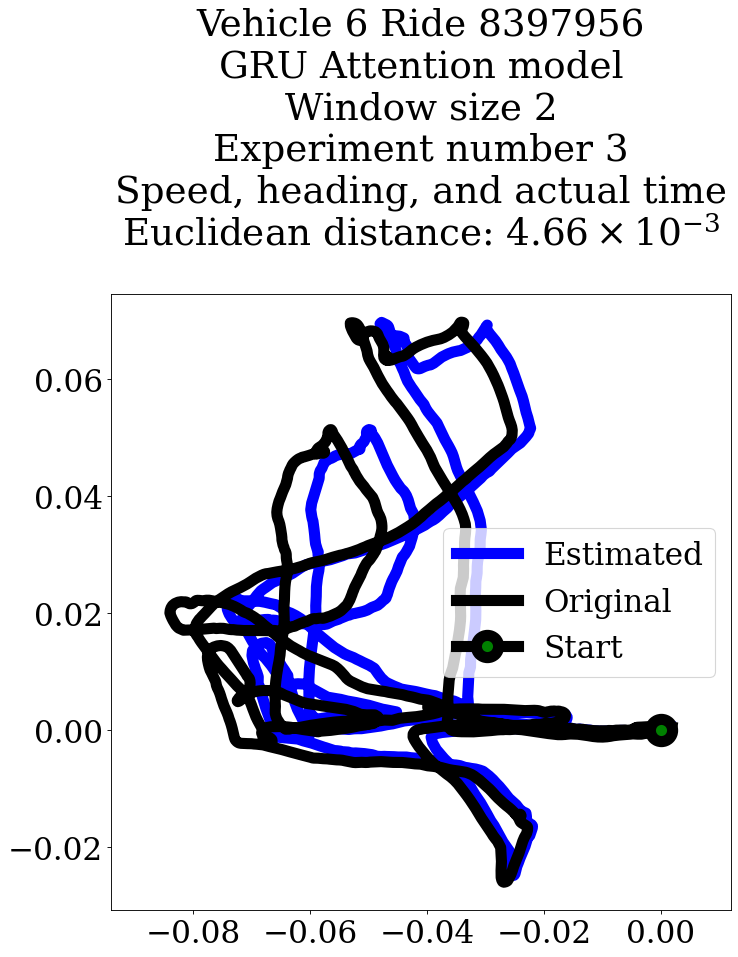 Vehicle 6 Ride 8397956
GRU Attention model
Window size 2
Experiment number 3
Speed, heading, and actual time
Euclidean distance: 4.66 × 10⁻³
0.06
0.04
Estimated
0.02
Original
Start
0.00
−0.02
−0.08 −0.06 −0.04 −0.02 0.00